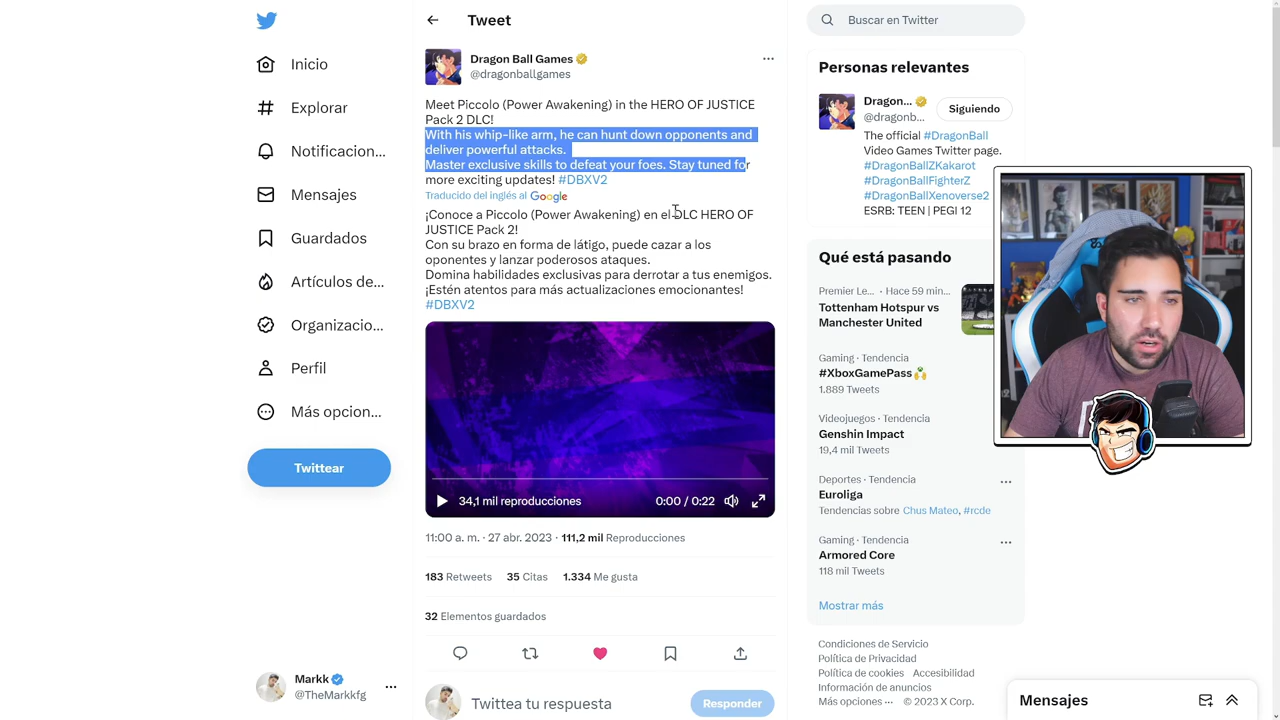 Inicio
Explorar
Notificacion...
Mensajes
Guardados
Artículos de...
Organizacio...
Perfil
Más opcion...
Twittear
Markk
@TheMarkkfg
Tweet
Dragon Ball Games
@dragonballgames
Meet Piccolo (Power Awakening) in the HERO OF JUSTICE
Pack 2 DLC!
With his whip-like arm, he can hunt down opponents and
deliver powerful attacks.
Master exclusive skills to defeat your foes. Stay tuned for
more exciting updates! #DBXV2
Traducido del inglés al Google
¡Conoce a Piccolo (Power Awakening) en el DLC HERO OF
JUSTICE Pack 2!
Con su brazo en forma de látigo, puede cazar a los
oponentes y lanzar poderosos ataques.
Domina habilidades exclusivas para derrotar a tus enemigos.
¡Estén atentos para más actualizaciones emocionantes!
#DBXV2
34,1 mil reproducciones
0:00 / 0:22
11:00 a. m. · 27 abr. 2023 · 111,2 mil Reproducciones
183 Retweets 35 Citas 1.334 Me gusta
32 Elementos guardados
Twittea tu respuesta
Responder
Buscar en Twitter
Personas relevantes
Dragon...
@dragonb...
Siguiendo
The official #DragonBall
Video Games Twitter page.
#DragonBallZKakarot
#DragonBallFighterZ
#DragonBallXenoverse2
ESRB: TEEN | PEGI 12
Qué está pasando
Premier Le... · Hace 59 min...
Tottenham Hotspur vs
Manchester United
Gaming · Tendencia
#XboxGamePass
1.889 Tweets
Videojuegos · Tendencia
Genshin Impact
19,4 mil Tweets
Deportes · Tendencia
Euroliga
Tendencias sobre Chus Mateo, #rcde
Gaming · Tendencia
Armored Core
118 mil Tweets
Mostrar más
Condiciones de Servicio
Política de Privacidad
Política de cookies Accesibilidad
Información de anuncios
Más opciones ··· © 2023 X Corp.
Mensajes